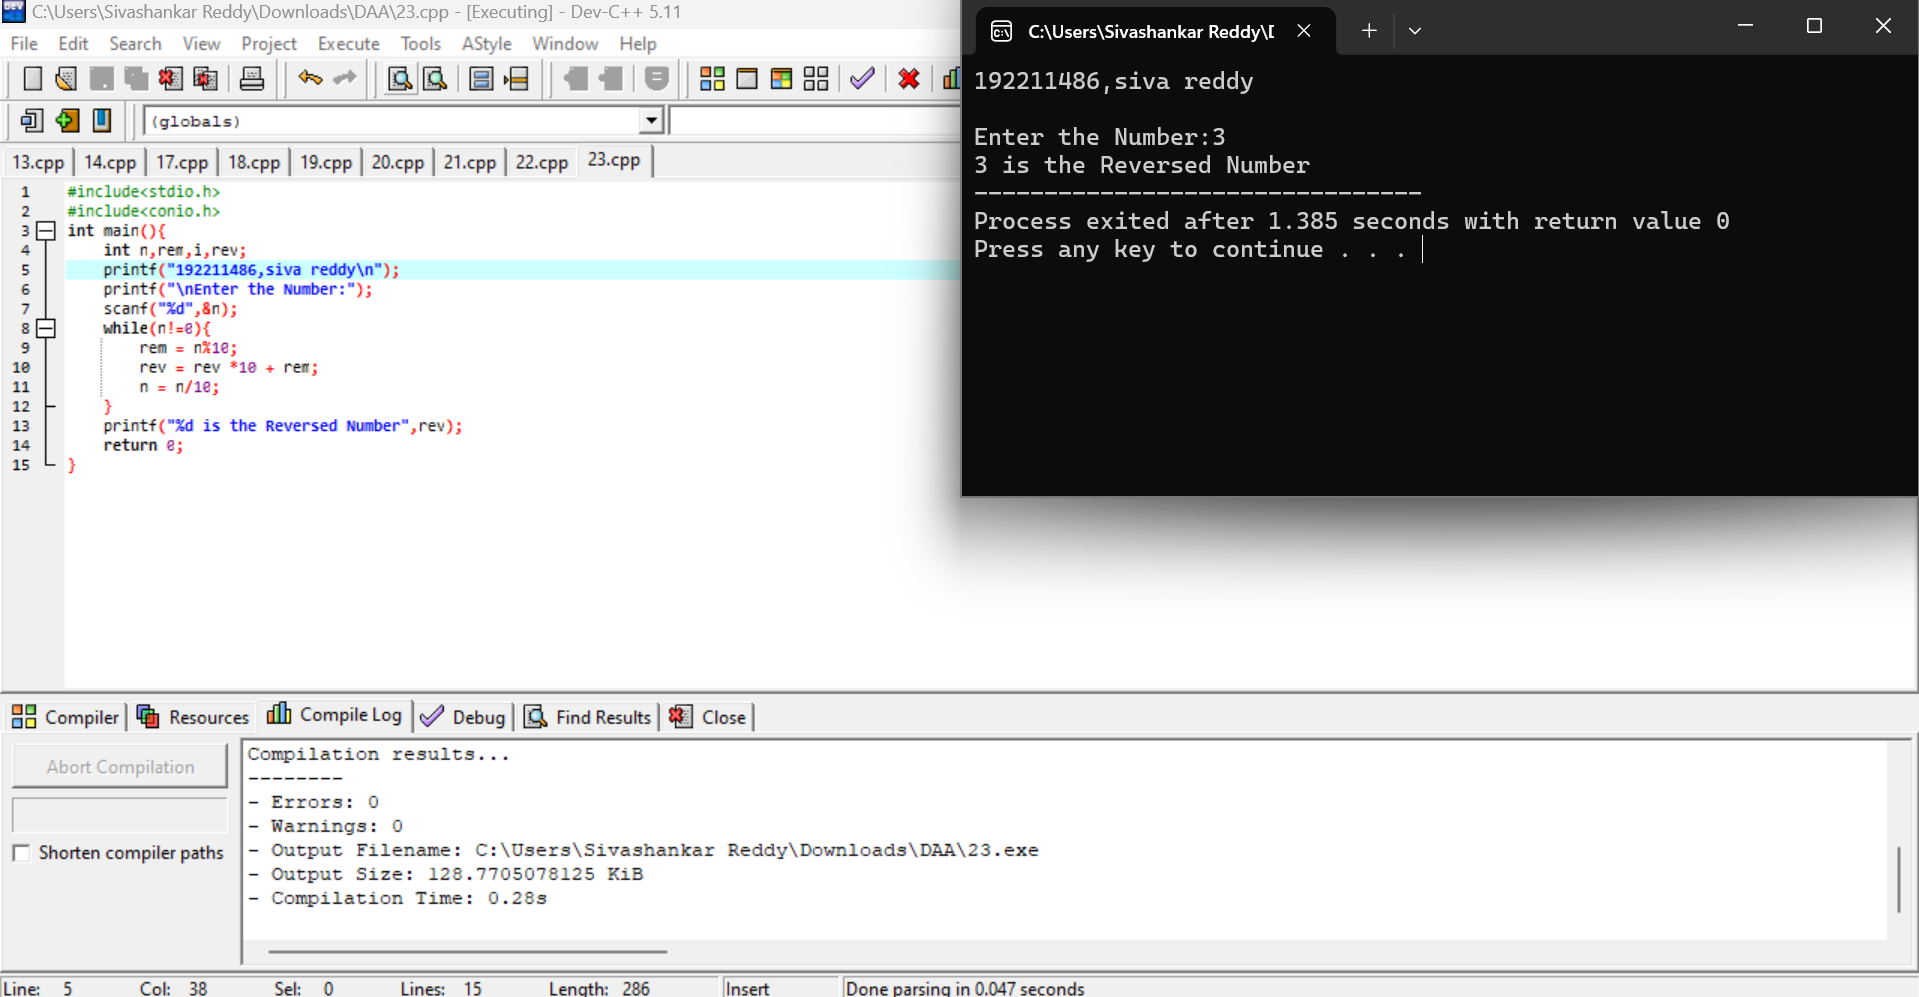 C:\Users\Sivashankar Reddy\Downloads\DAA\23.cpp - [Executing] - Dev-C++ 5.11
File Edit Search View Project Execute Tools AStyle Window Help
(globals)
13.cpp 14.cpp 17.cpp 18.cpp 19.cpp 20.cpp 21.cpp 22.cpp 23.cpp
1 #include<stdio.h>
2 #include<conio.h>
3 int main(){
4 int n,rem,i,rev;
5 printf("192211486,siva reddy\n");
6 printf("\nEnter the Number:");
7 scanf("%d",&n);
8 while(n!=0){
9 rem = n%10;
10 rev = rev *10 + rem;
11 n = n/10;
12 }
13 printf("%d is the Reversed Number",rev);
14 return 0;
15 }
C:\Users\Sivashankar Reddy\D
192211486,siva reddy
Enter the Number:3
3 is the Reversed Number
--------------------------------
Process exited after 1.385 seconds with return value 0
Press any key to continue . . .
Compiler Resources Compile Log Debug Find Results Close
Abort Compilation
Shorten compiler paths
Compilation results...
--------
- Errors: 0
- Warnings: 0
- Output Filename: C:\Users\Sivashankar Reddy\Downloads\DAA\23.exe
- Output Size: 128.7705078125 KiB
- Compilation Time: 0.28s
Line: 5 Col: 38 Sel: 0 Lines: 15 Length: 286 Insert Done parsing in 0.047 seconds